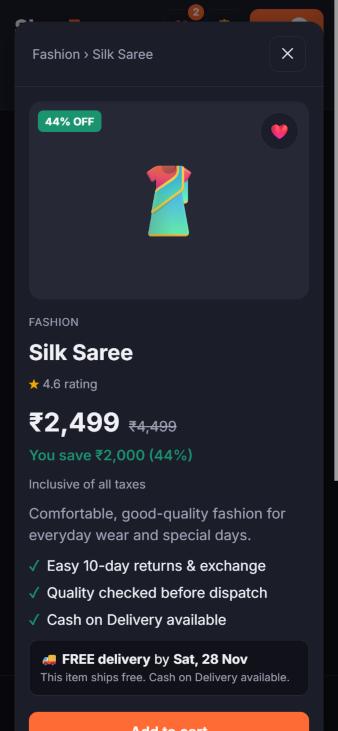 2
Fashion › Silk Saree
44% OFF
FASHION
Silk Saree
★ 4.6 rating
₹2,499 ₹4,499
You save ₹2,000 (44%)
Inclusive of all taxes
Comfortable, good-quality fashion for
everyday wear and special days.
✓ Easy 10-day returns & exchange
✓ Quality checked before dispatch
✓ Cash on Delivery available
🚚 FREE delivery by Sat, 28 Nov
This item ships free. Cash on Delivery available.
Add to cart